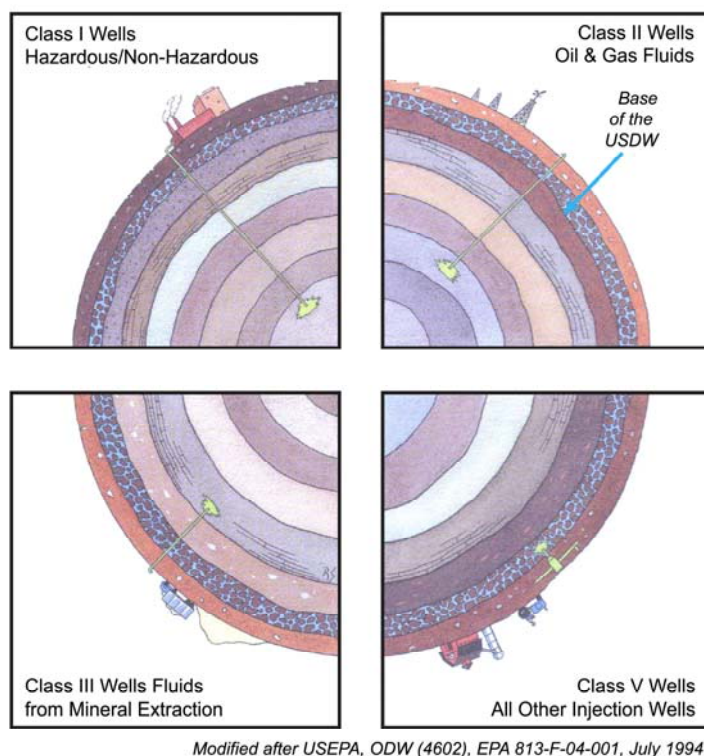 Class I Wells
Hazardous/Non-Hazardous
Class II Wells
Oil & Gas Fluids
Base
of the
USDW
Class III Wells Fluids
from Mineral Extraction
Class V Wells
All Other Injection Wells
Modified after USEPA, ODW (4602), EPA 813-F-04-001, July 1994